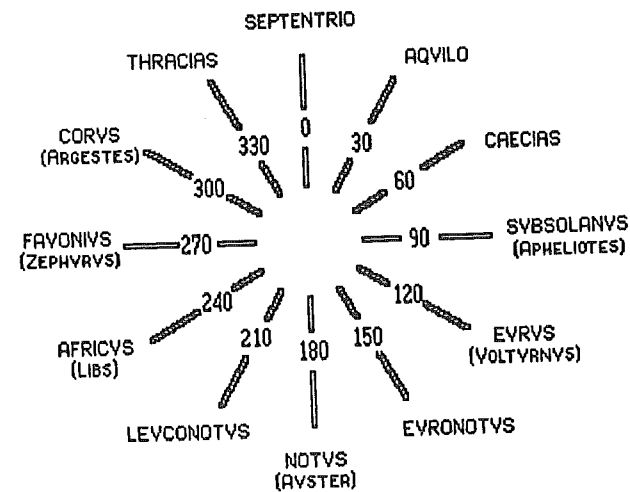 SEPTENTRIO
THRACIAS
AQVILO
0
330
30
CORVS
(ARGESTES)
CAECIAS
300
60
FAVONIVS
(ZEPHYRVS)
270
90
SVBSOLANVS
(APHELIOTES)
240
120
AFRICVS
(LIBS)
210
180
150
EVRVS
(VOLTVRNVS)
LEVCONOTVS
EVRONOTVS
NOTVS
(AVSTER)